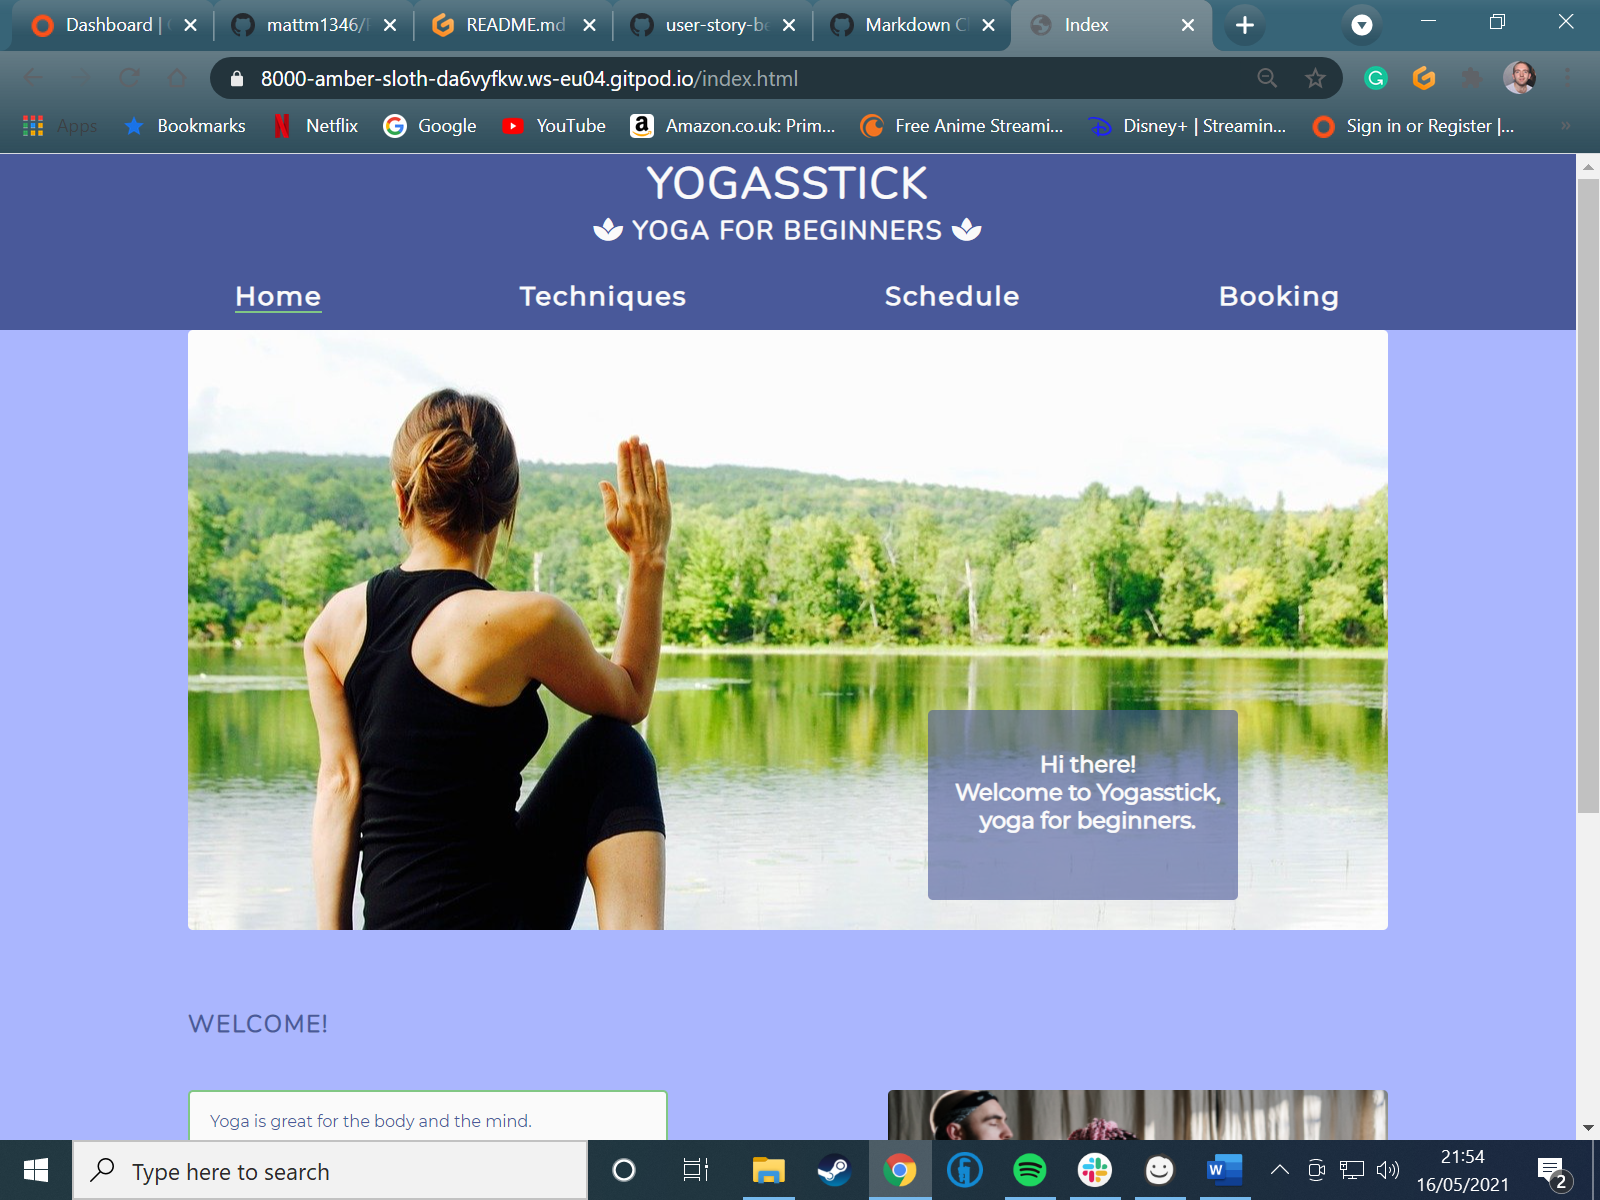 Dashboard |
mattm1346/
README.md
user-story-be
Markdown C
Index
8000-amber-sloth-da6vyfkw.ws-eu04.gitpod.io/index.html
Apps
Bookmarks
Netflix
Google
YouTube
Amazon.co.uk: Prim...
Free Anime Streami...
Disney+ | Streamin...
Sign in or Register |...
YOGASSTICK
YOGA FOR BEGINNERS
Home
Techniques
Schedule
Booking
Hi there!
Welcome to Yogasstick,
yoga for beginners.
WELCOME!
Yoga is great for the body and the mind.
Type here to search
21:54
16/05/2021
2